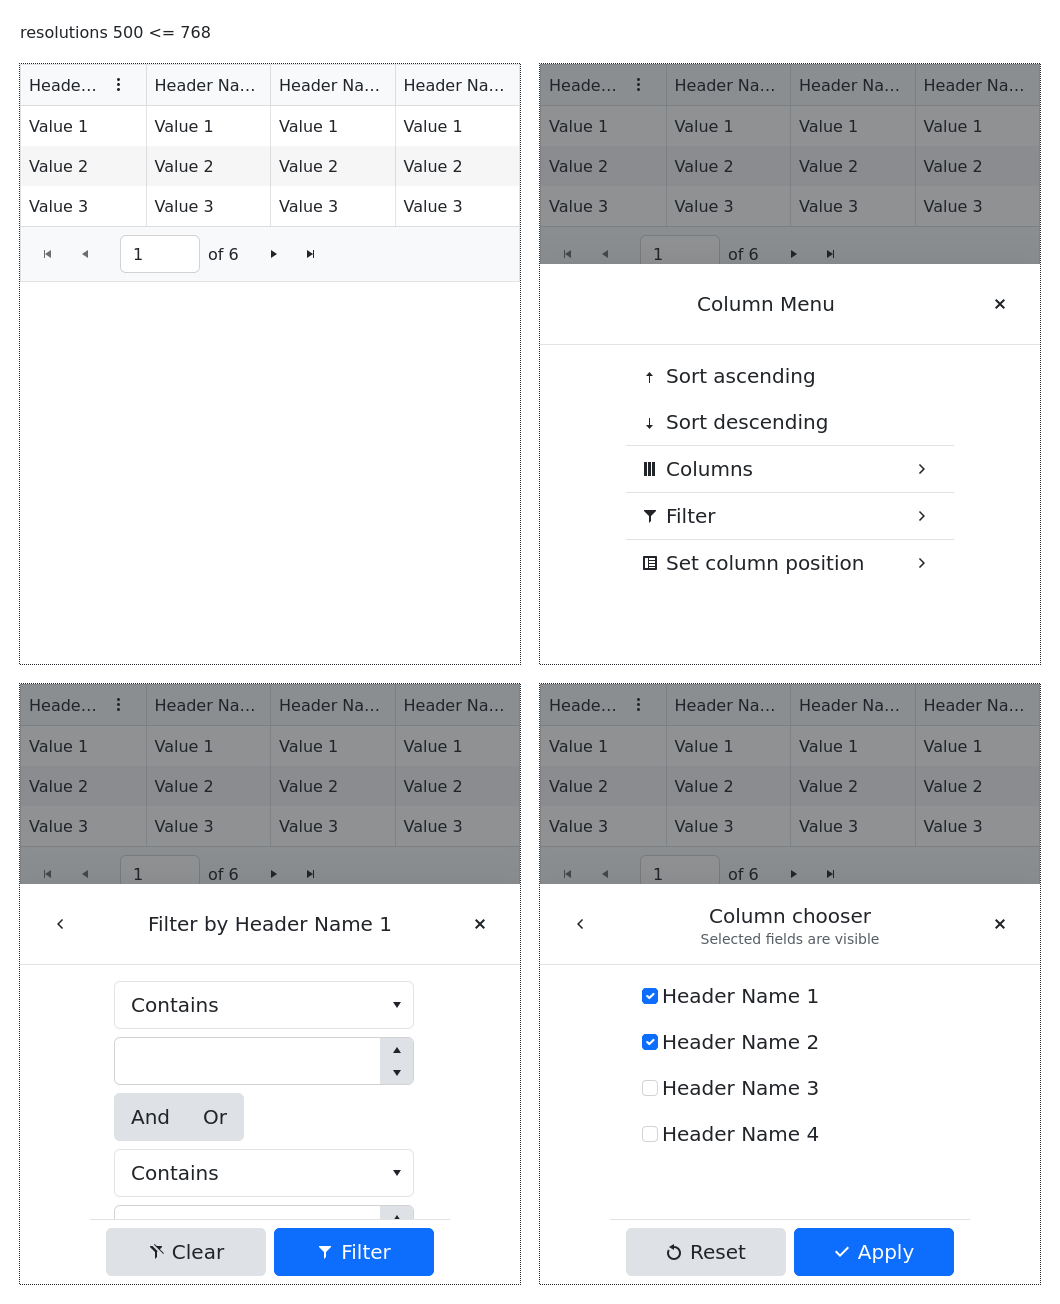 resolutions 500 <= 768
Heade... Header Na... Header Na... Header Na...
Value 1 Value 1 Value 1 Value 1
Value 2 Value 2 Value 2 Value 2
Value 3 Value 3 Value 3 Value 3
1 of 6
Heade... Header Na... Header Na... Header Na...
Value 1 Value 1 Value 1 Value 1
Value 2 Value 2 Value 2 Value 2
Value 3 Value 3 Value 3 Value 3
1 of 6
Column Menu
Sort ascending
Sort descending
Columns
Filter
Set column position
Heade... Header Na... Header Na... Header Na...
Value 1 Value 1 Value 1 Value 1
Value 2 Value 2 Value 2 Value 2
Value 3 Value 3 Value 3 Value 3
1 of 6
Filter by Header Name 1
Contains
And Or
Contains
Clear Filter
Heade... Header Na... Header Na... Header Na...
Value 1 Value 1 Value 1 Value 1
Value 2 Value 2 Value 2 Value 2
Value 3 Value 3 Value 3 Value 3
1 of 6
Column chooser
Selected fields are visible
Header Name 1
Header Name 2
Header Name 3
Header Name 4
Reset Apply